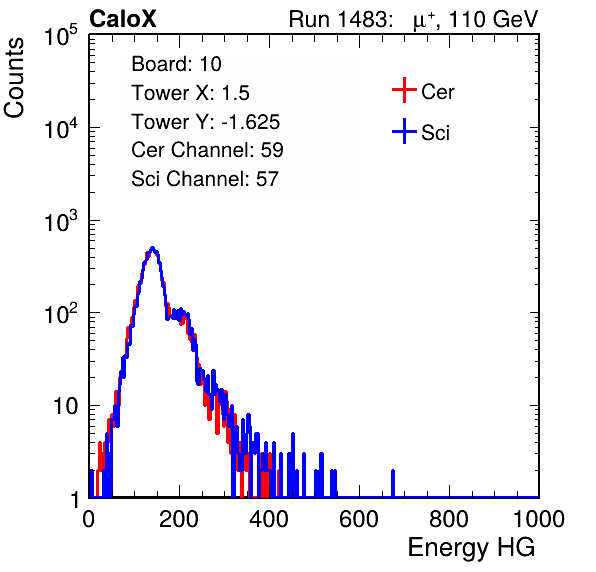 CaloX Run 1483: μ⁺, 110 GeV
Board: 10
Tower X: 1.5
Tower Y: -1.625
Cer Channel: 59
Sci Channel: 57
Cer
Sci
Counts
10⁵
10⁴
10³
10²
10
1
0 200 400 600 800 1000
Energy HG